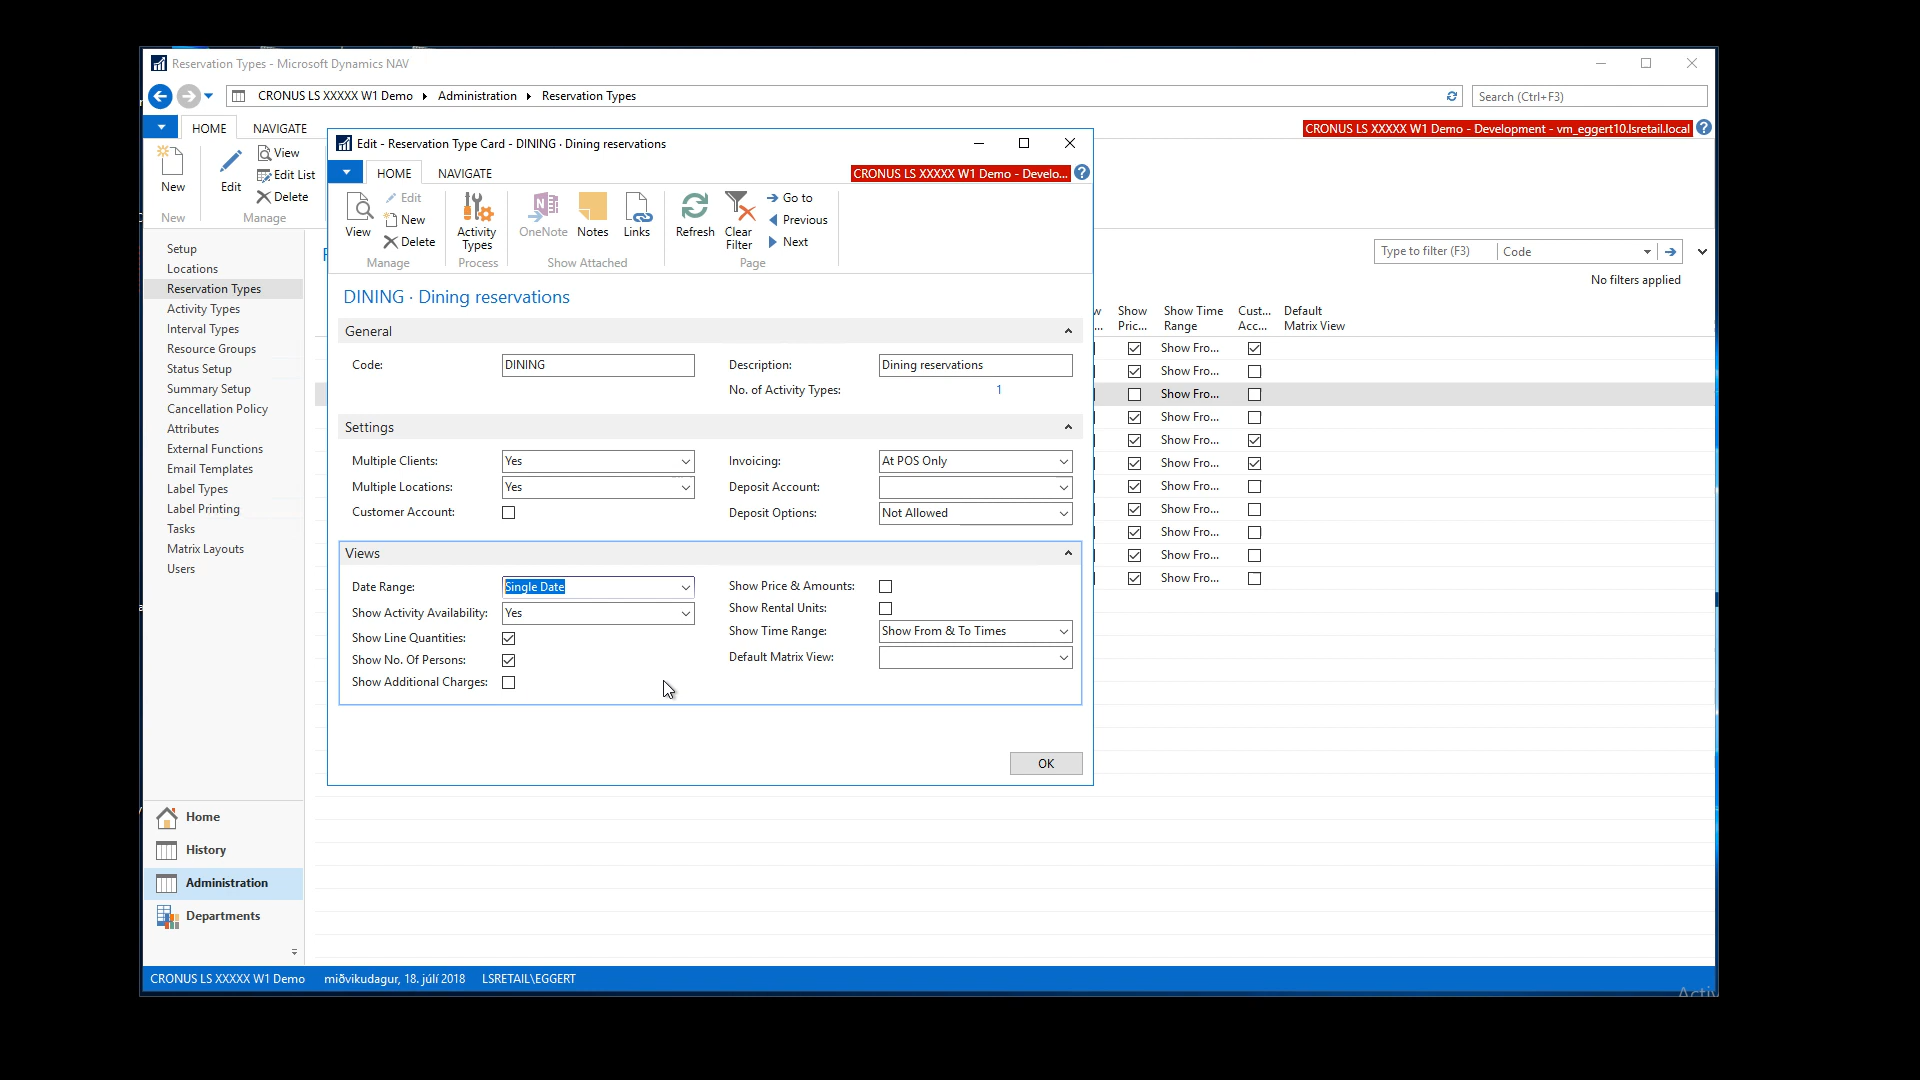 Reservation Types - Microsoft Dynamics NAV
CRONUS LS XXXXX W1 Demo
Administration
Reservation Types
Search (Ctrl+F3)
HOME
NAVIGATE
CRONUS LS XXXXX W1 Demo - Development - vm_eggert10.lsretail.local
New
Edit
View
Edit List
Delete
New
Manage
Setup
Locations
Reservation Types
Activity Types
Interval Types
Resource Groups
Status Setup
Summary Setup
Cancellation Policy
Attributes
External Functions
Email Templates
Label Types
Label Printing
Tasks
Matrix Layouts
Users
Home
History
Administration
Departments
Edit - Reservation Type Card - DINING · Dining reservations
HOME
NAVIGATE
CRONUS LS XXXXX W1 Demo - Develo...
View
Edit
New
Delete
Manage
Activity Types
Process
OneNote
Notes
Links
Show Attached
Refresh
Clear Filter
Go to
Previous
Next
Page
DINING · Dining reservations
General
Code: DINING
Description: Dining reservations
No. of Activity Types: 1
Settings
Multiple Clients: Yes
Multiple Locations: Yes
Customer Account:
Invoicing: At POS Only
Deposit Account:
Deposit Options: Not Allowed
Views
Date Range: Single Date
Show Activity Availability: Yes
Show Line Quantities:
Show No. Of Persons:
Show Additional Charges:
Show Price & Amounts:
Show Rental Units:
Show Time Range: Show From & To Times
Default Matrix View:
OK
Type to filter (F3)
Code
No filters applied
Show Pric...
Show Time Range
Cust... Acc...
Default Matrix View
Show Fro...
Show Fro...
Show Fro...
Show Fro...
Show Fro...
Show Fro...
Show Fro...
Show Fro...
Show Fro...
Show Fro...
Show Fro...
CRONUS LS XXXXX W1 Demo
miðvikudagur, 18. júlí 2018
LSRETAIL\EGGERT